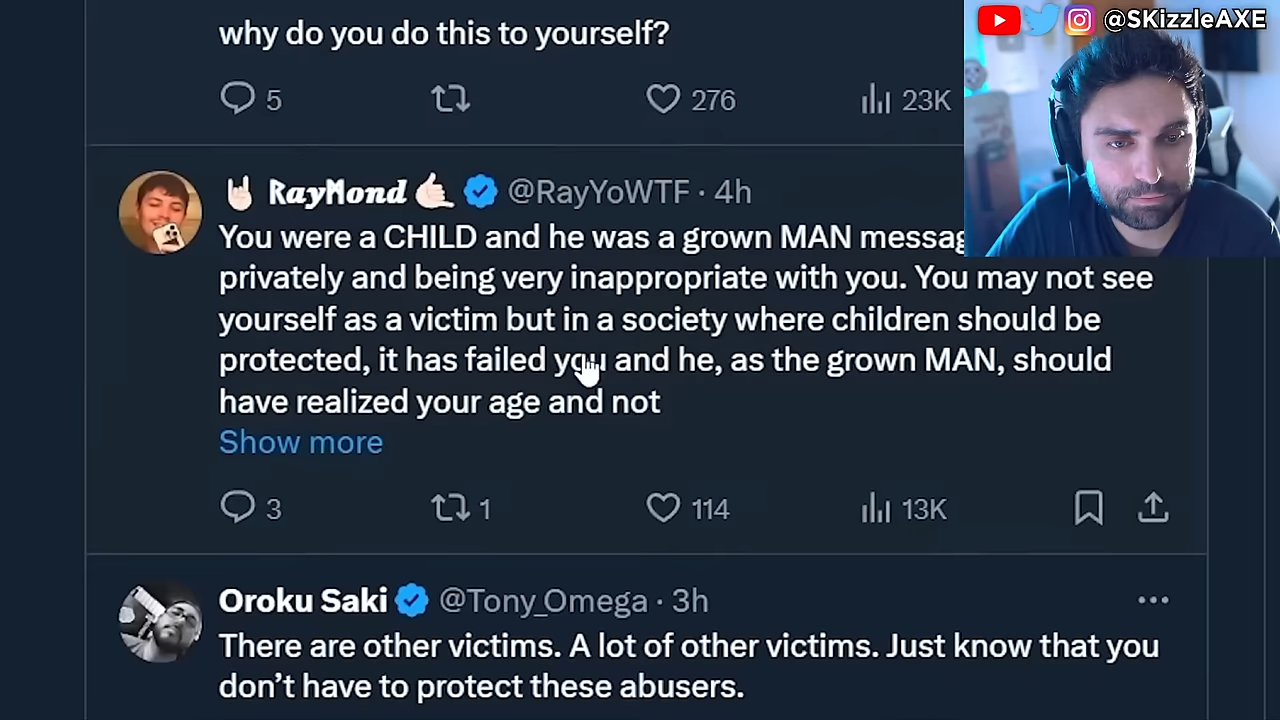 why do you do this to yourself?
5 276 23K
@SKizzleAXE
RayMond @RayYoWTF · 4h
You were a CHILD and he was a grown MAN
privately and being very inappropriate with you. You may not see
yourself as a victim but in a society where children should be
protected, it has failed you and he, as the grown MAN, should
have realized your age and not
Show more
3 1 114 13K
Oroku Saki @Tony_Omega · 3h
There are other victims. A lot of other victims. Just know that you
don’t have to protect these abusers.